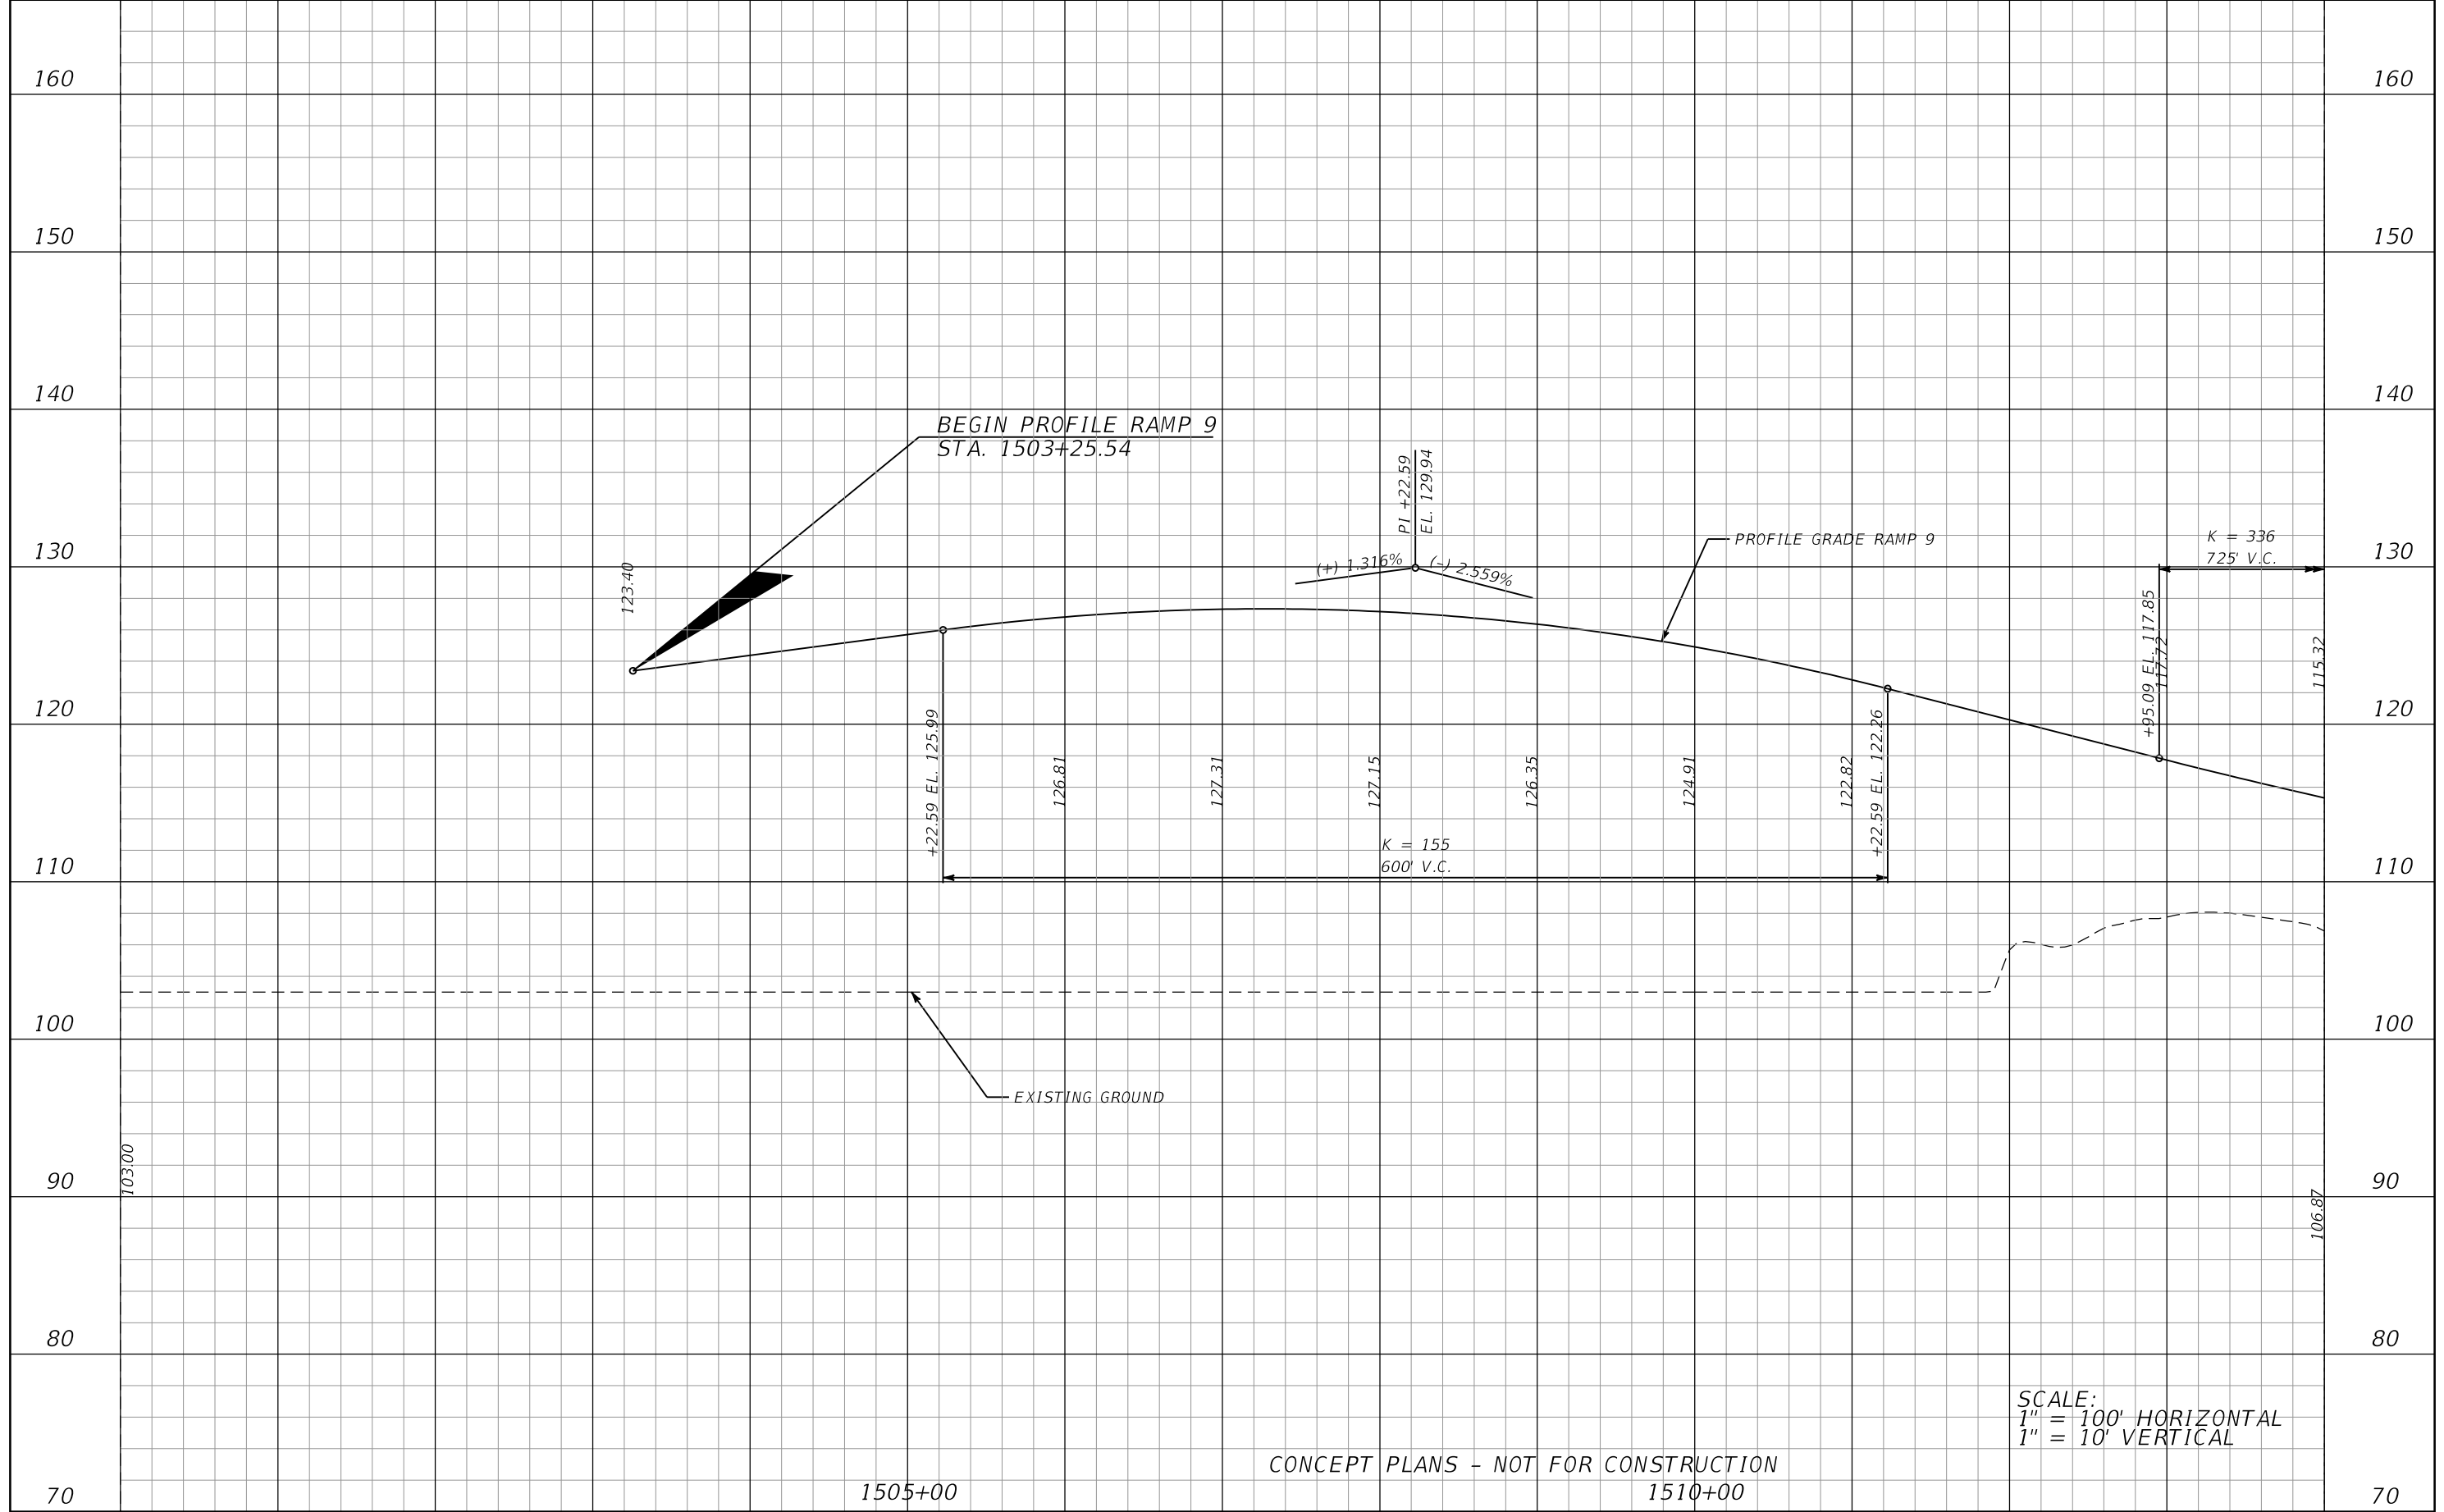 160
160
150
150
140
140
BEGIN PROFILE RAMP 9
STA. 1503+25.54
PI +22.59
EL. 129.94
(+) 1.316%
(-) 2.559%
PROFILE GRADE RAMP 9
K = 336
725' V.C.
130
130
123.40
+95.09 EL. 117.85
117.72
115.32
120
120
+22.59 EL. 125.99
126.81
127.31
127.15
126.35
124.91
122.82
+22.59 EL. 122.26
K = 155
600' V.C.
110
110
100
100
EXISTING GROUND
103.00
106.87
90
90
80
80
SCALE:
1" = 100' HORIZONTAL
1" = 10' VERTICAL
CONCEPT PLANS - NOT FOR CONSTRUCTION
70
1505+00
1510+00
70